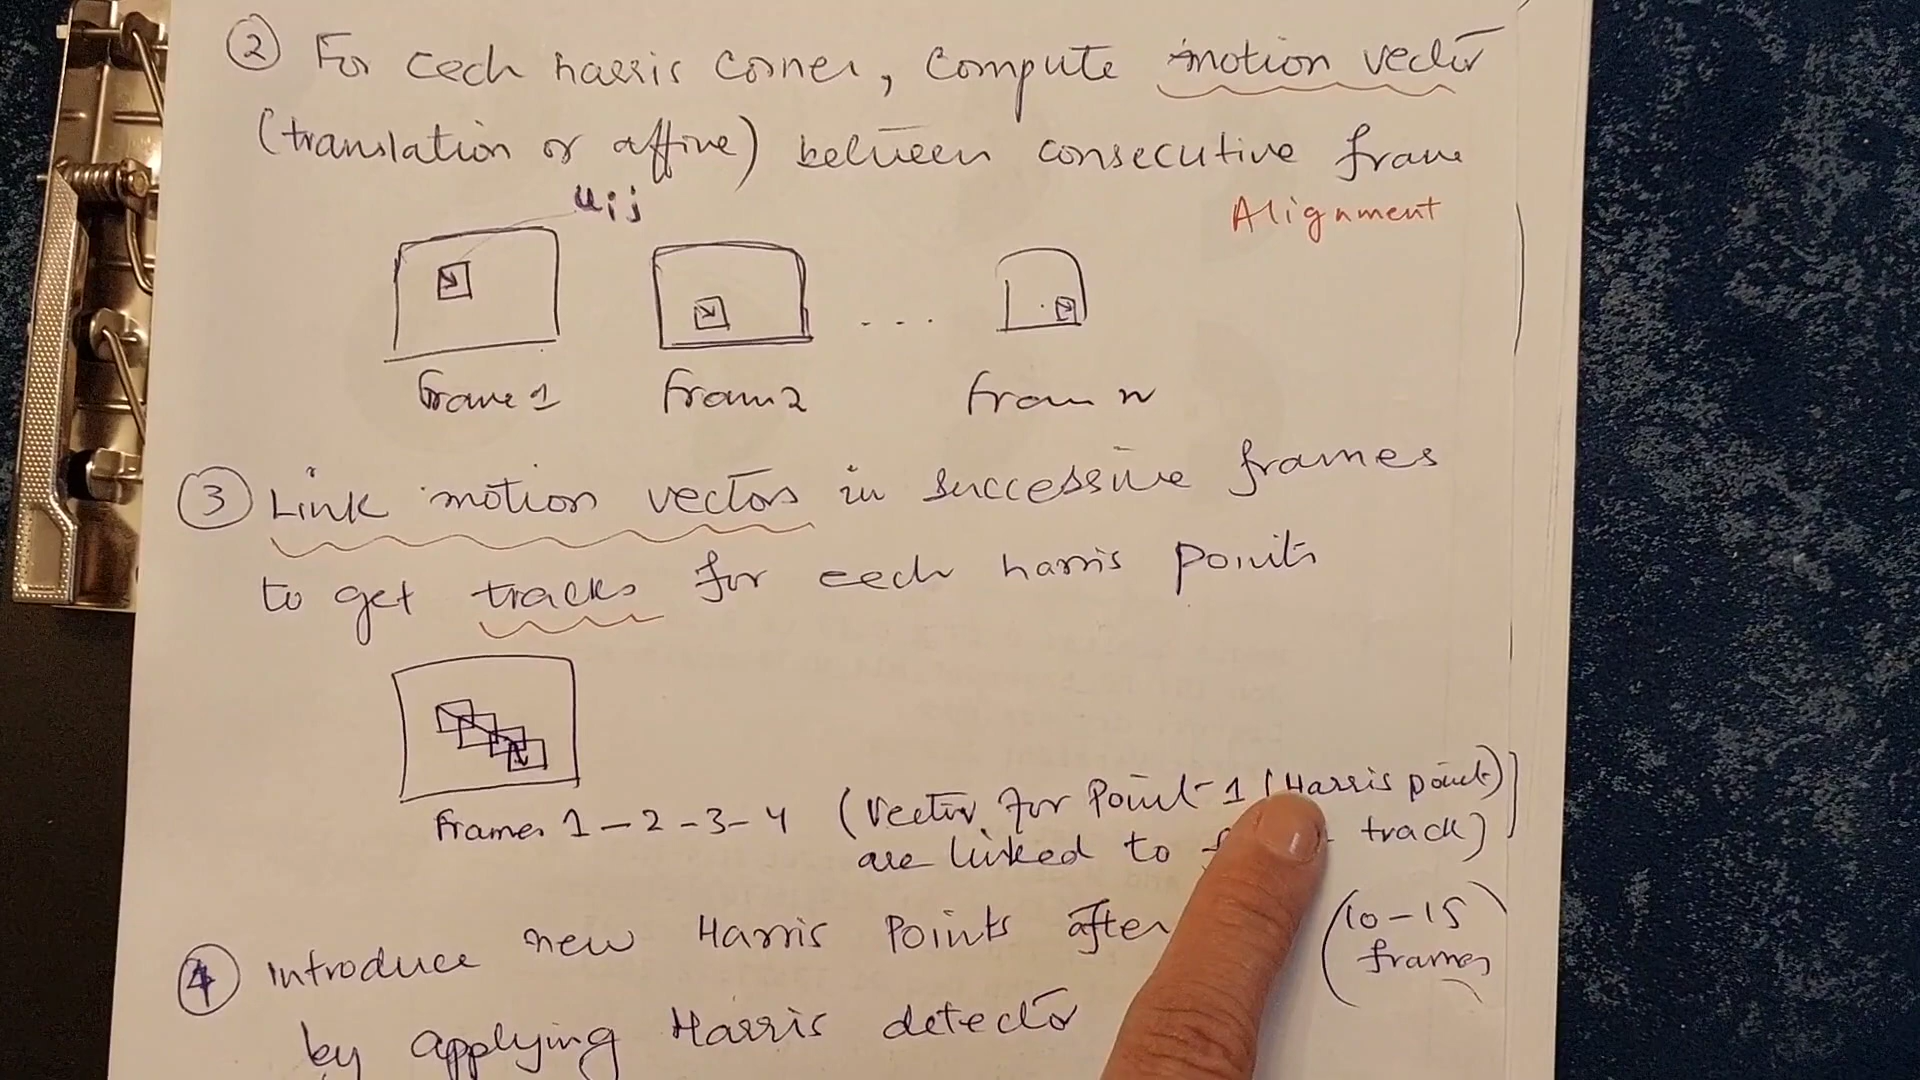 ② For each harris corner, compute motion vector
(translation or affine) between consecutive frame
Alignment
uij
...
frame 1 frame 2 frame n
③ Link motion vectors in successive frames
to get tracks for each harris points
Frames 1 – 2 – 3 – 4 (Vector for Point-1 (Harris point)
are linked to track)
④ introduce new Harris Points after (10 – 15
frames
by applying Harris detector